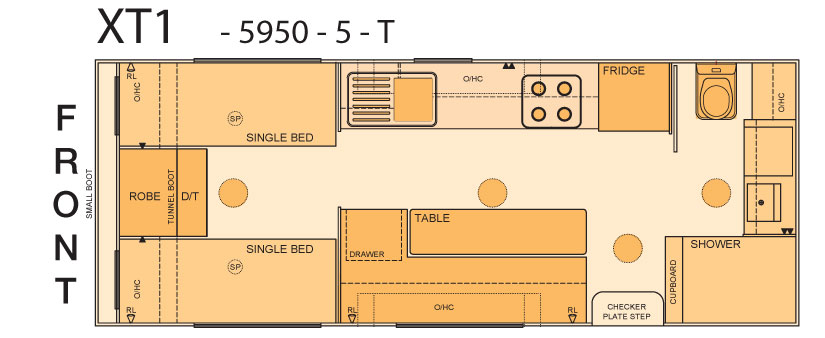 XT1 - 5950 - 5 - T
FRONT
SMALL BOOT
RL
O/HC
SP
SINGLE BED
ROBE
TUNNEL BOOT
D/T
SINGLE BED
SP
O/HC
RL
O/HC
FRIDGE
O/HC
TABLE
DRAWER
O/HC
RL
RL
CHECKER
PLATE STEP
CUPBOARD
SHOWER